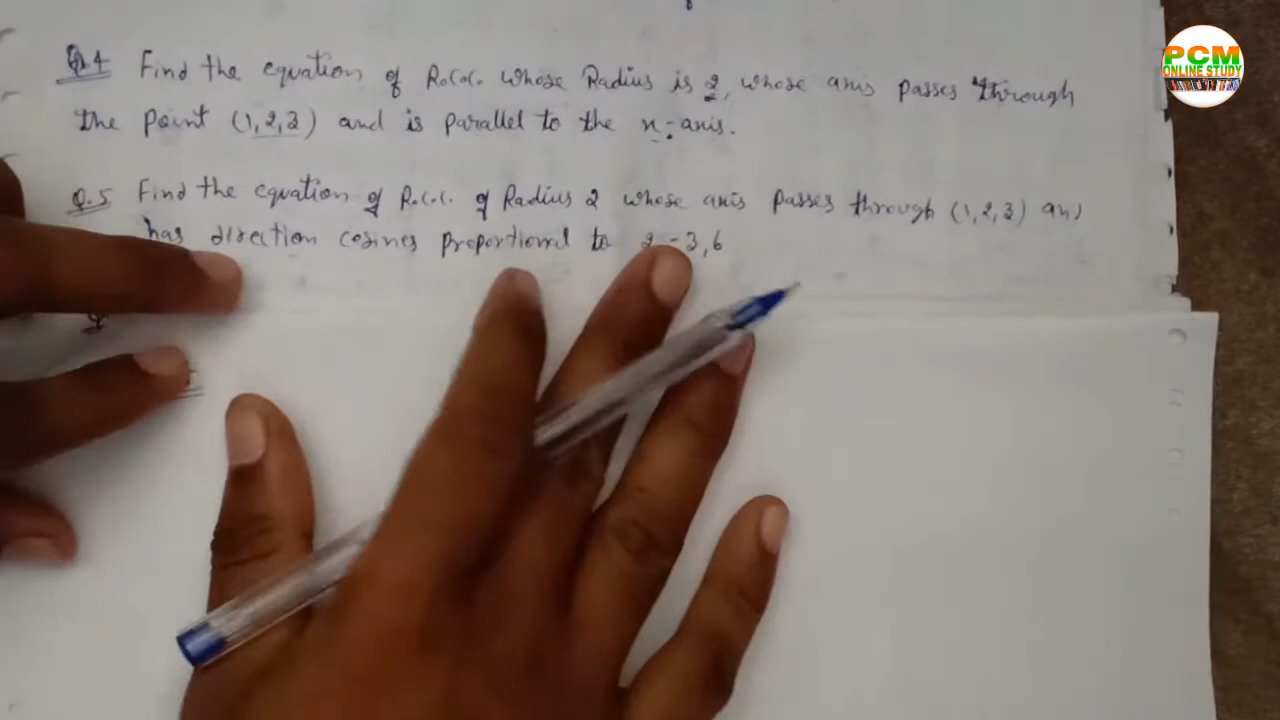 Q.4 Find the equation of R.C.C. whose Radius is 2, whose axis passes through
the point (1,2,3) and is parallel to the x-axis.
Q.5 Find the equation of R.C.C. of Radius 2 whose axis passes through (1,2,3) and
has direction cosines proportional to 2, -3, 6
PCM
ONLINE STUDY